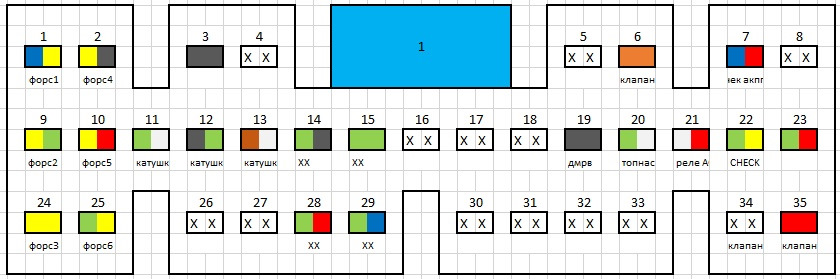 1 2 3 4 1 5 6 7 8
X X X X X X
форс1 форс4 клапан чек акпп
9 10 11 12 13 14 15 16 17 18 19 20 21 22 23
X X X X X X
форс2 форс5 катушк катушк катушк XX XX дмрв топнас реле А CHECK
24 25 26 27 28 29 30 31 32 33 34 35
X X X X X X X X X X X X X X
форс3 форс6 XX XX клапан клапан